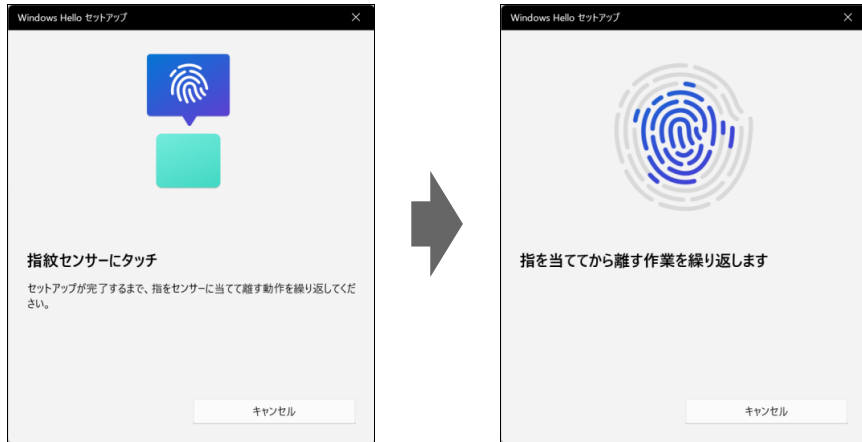 Windows Hello セットアップ
指紋センサーにタッチ
セットアップが完了するまで、指をセンサーに当てて離す動作を繰り返してくだ
さい。
キャンセル
Windows Hello セットアップ
指を当ててから離す作業を繰り返します
キャンセル